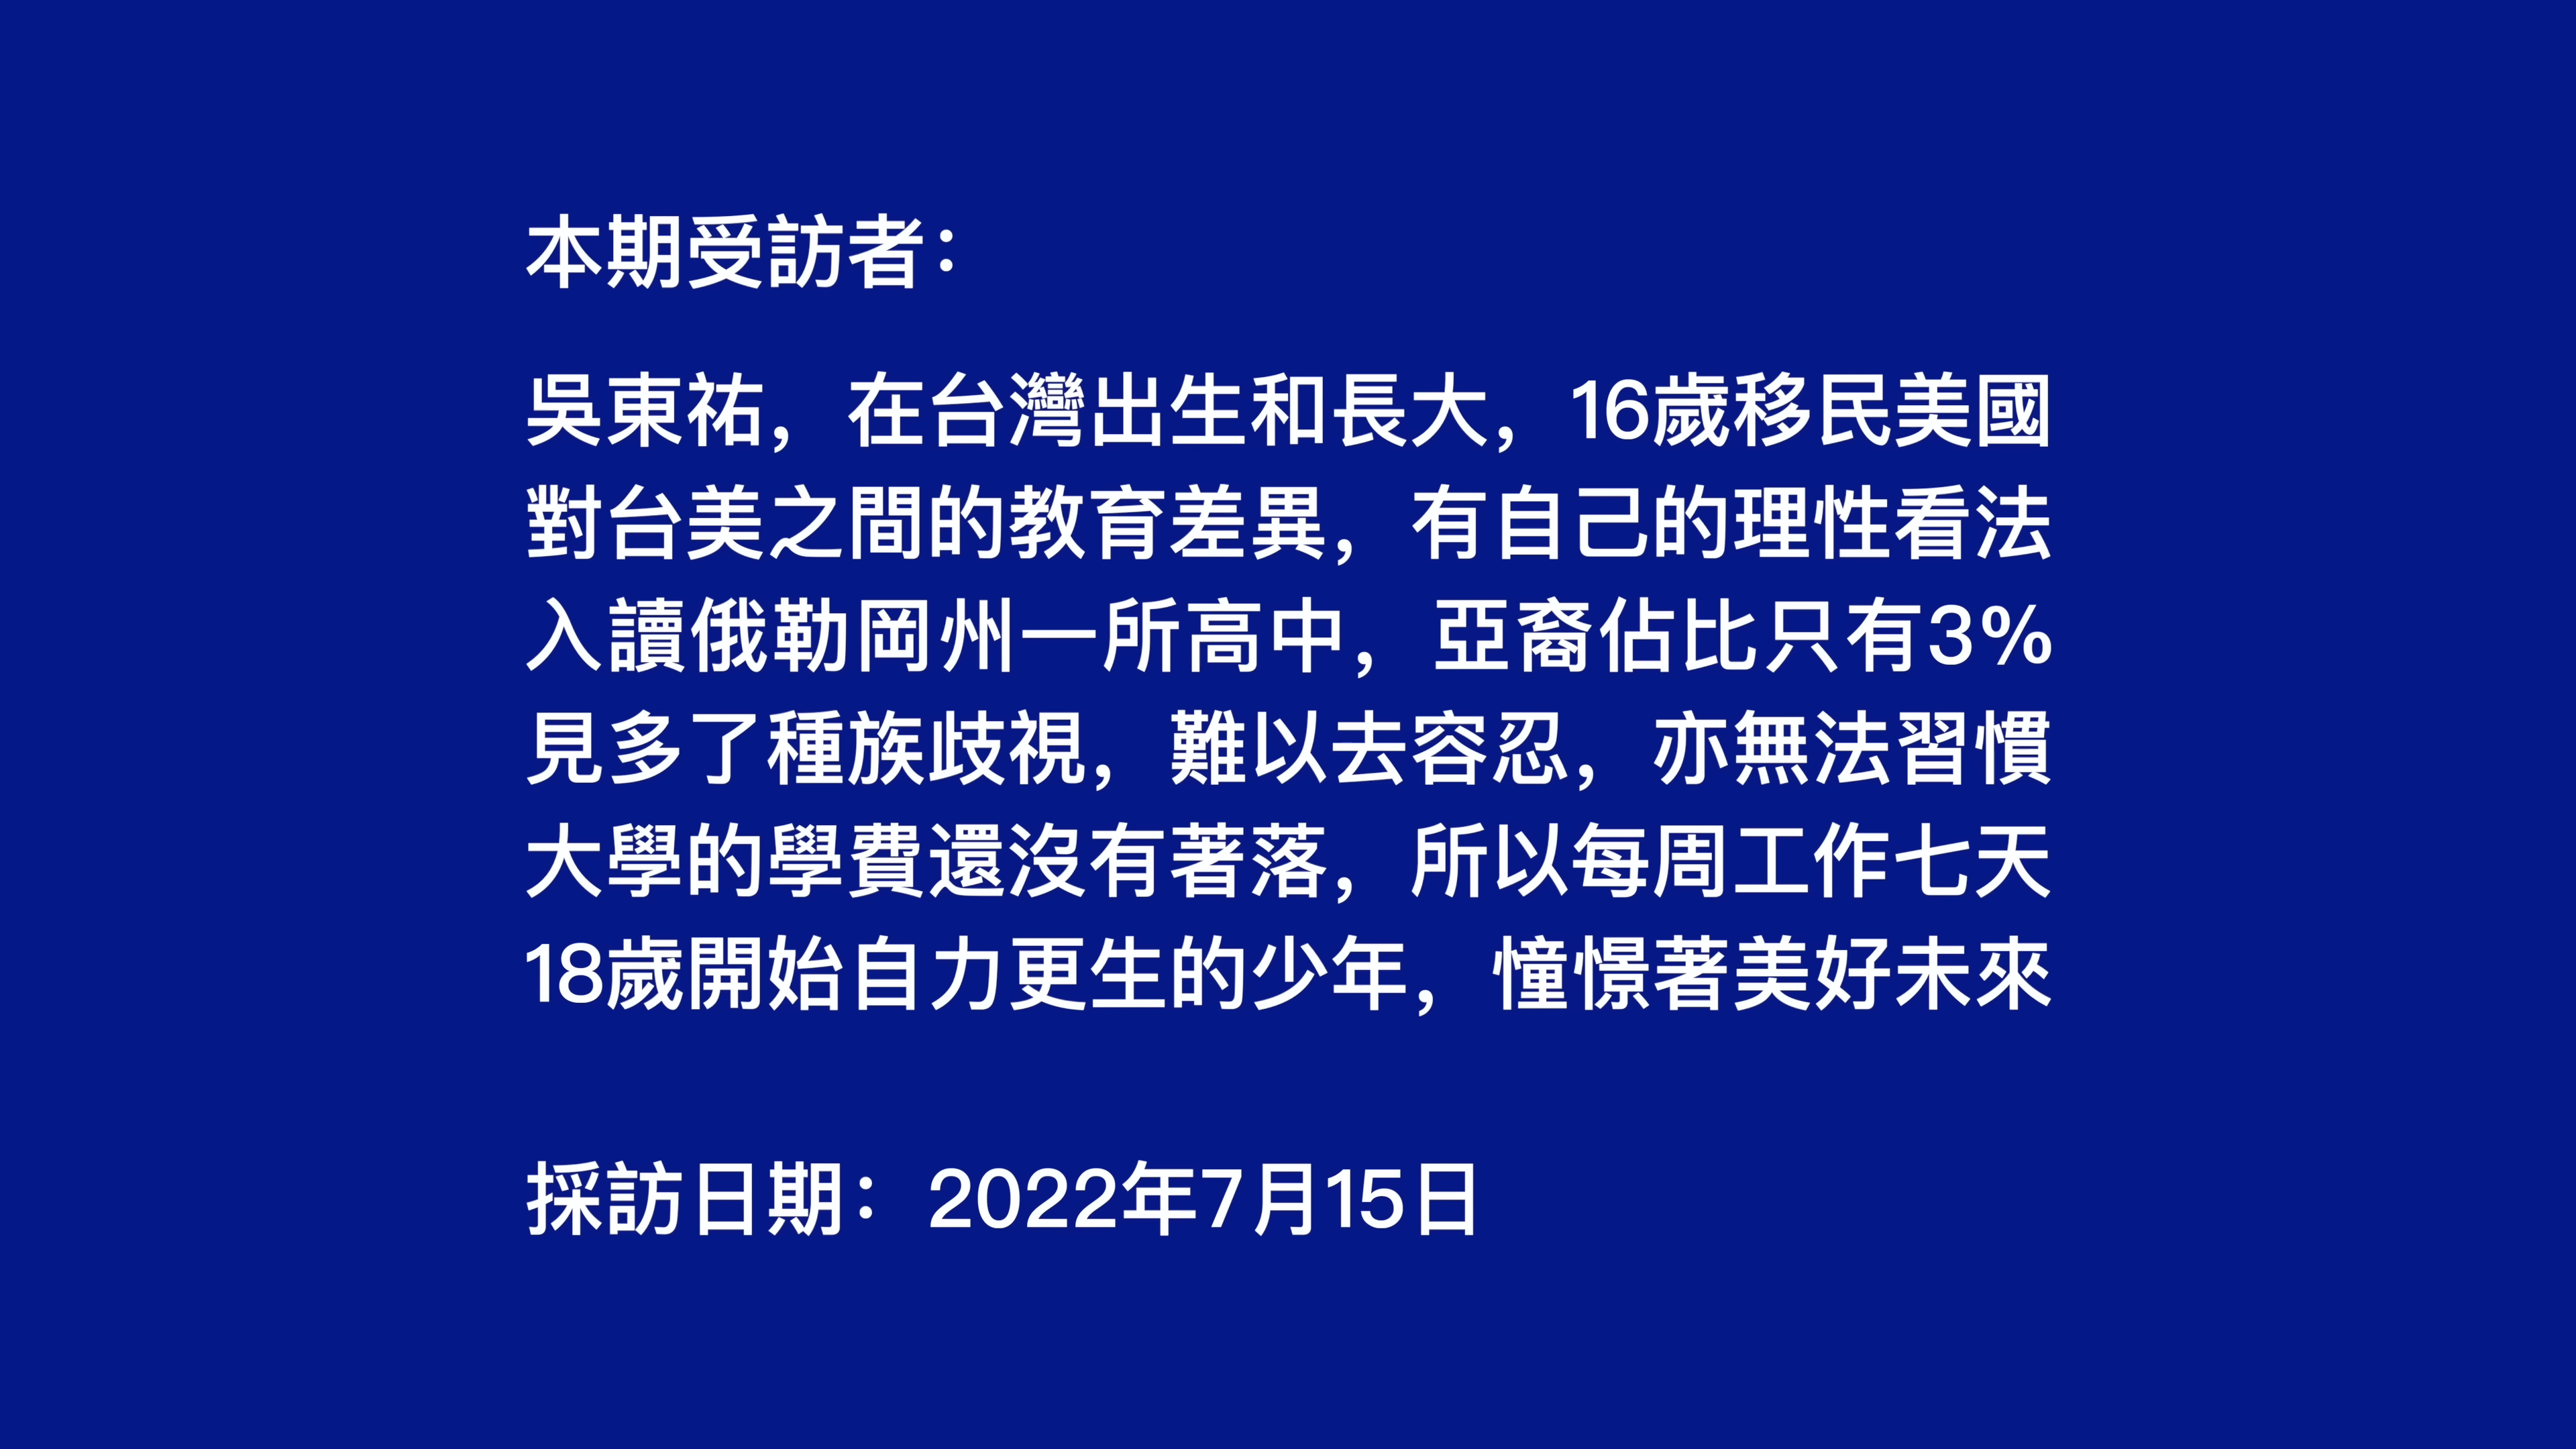 本期受訪者：
吳東祐，在台灣出生和長大，16歲移民美國
對台美之間的教育差異，有自己的理性看法
入讀俄勒岡州一所高中，亞裔佔比只有3%
見多了種族歧視，難以去容忍，亦無法習慣
大學的學費還沒有著落，所以每周工作七天
18歲開始自力更生的少年，憧憬著美好未來
採訪日期：2022年7月15日